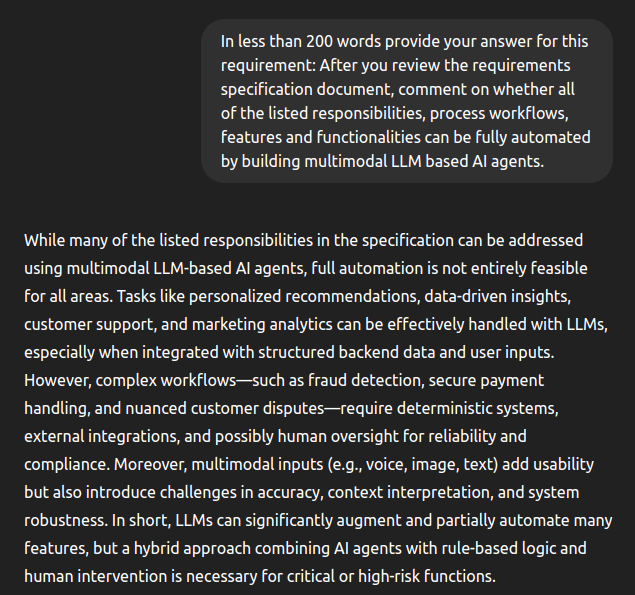 In less than 200 words provide your answer for this
requirement: After you review the requirements
specification document, comment on whether all
of the listed responsibilities, process workflows,
features and functionalities can be fully automated
by building multimodal LLM based AI agents.
While many of the listed responsibilities in the specification can be addressed
using multimodal LLM-based AI agents, full automation is not entirely feasible
for all areas. Tasks like personalized recommendations, data-driven insights,
customer support, and marketing analytics can be effectively handled with LLMs,
especially when integrated with structured backend data and user inputs.
However, complex workflows—such as fraud detection, secure payment
handling, and nuanced customer disputes—require deterministic systems,
external integrations, and possibly human oversight for reliability and
compliance. Moreover, multimodal inputs (e.g., voice, image, text) add usability
but also introduce challenges in accuracy, context interpretation, and system
robustness. In short, LLMs can significantly augment and partially automate many
features, but a hybrid approach combining AI agents with rule-based logic and
human intervention is necessary for critical or high-risk functions.